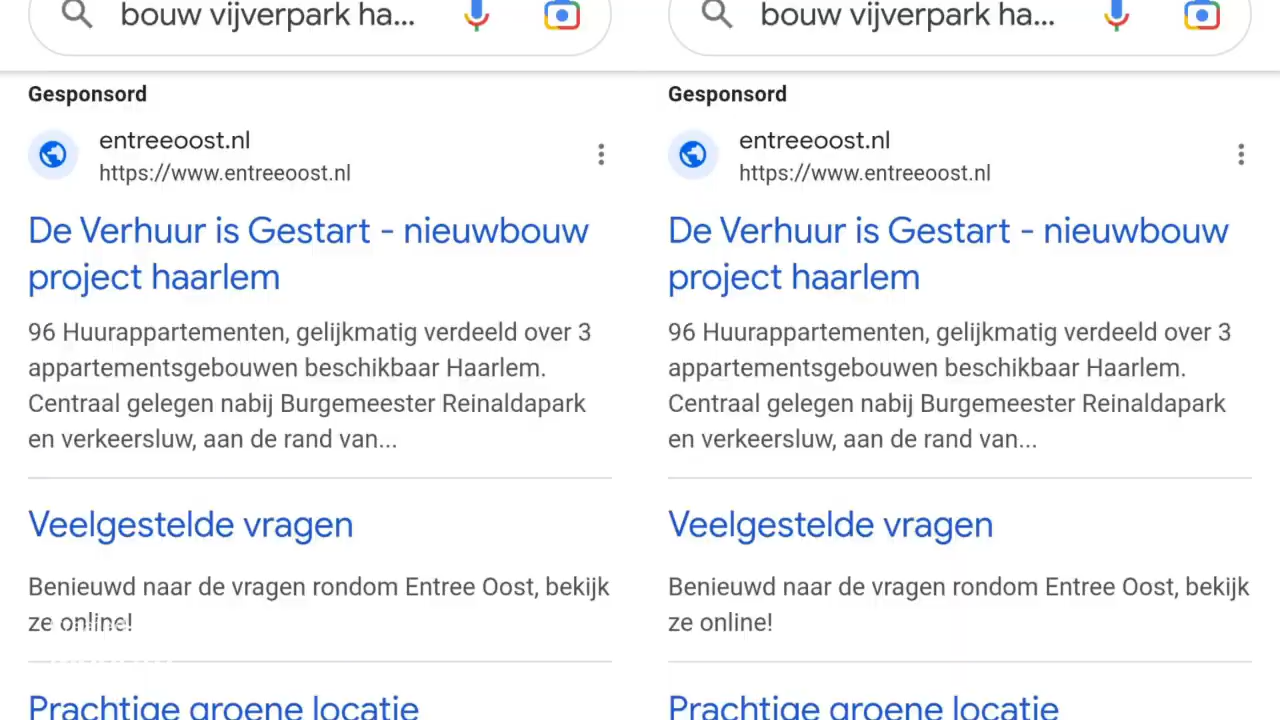 bouw vijverpark ha...
Gesponsord
entreeoost.nl
https://www.entreeoost.nl
De Verhuur is Gestart - nieuwbouw
project haarlem
96 Huurappartementen, gelijkmatig verdeeld over 3
appartementsgebouwen beschikbaar Haarlem.
Centraal gelegen nabij Burgemeester Reinaldapark
en verkeersluw, aan de rand van...
Veelgestelde vragen
Benieuwd naar de vragen rondom Entree Oost, bekijk
ze online!
Prachtige groene locatie
bouw vijverpark ha...
Gesponsord
entreeoost.nl
https://www.entreeoost.nl
De Verhuur is Gestart - nieuwbouw
project haarlem
96 Huurappartementen, gelijkmatig verdeeld over 3
appartementsgebouwen beschikbaar Haarlem.
Centraal gelegen nabij Burgemeester Reinaldapark
en verkeersluw, aan de rand van...
Veelgestelde vragen
Benieuwd naar de vragen rondom Entree Oost, bekijk
ze online!
Prachtige groene locatie